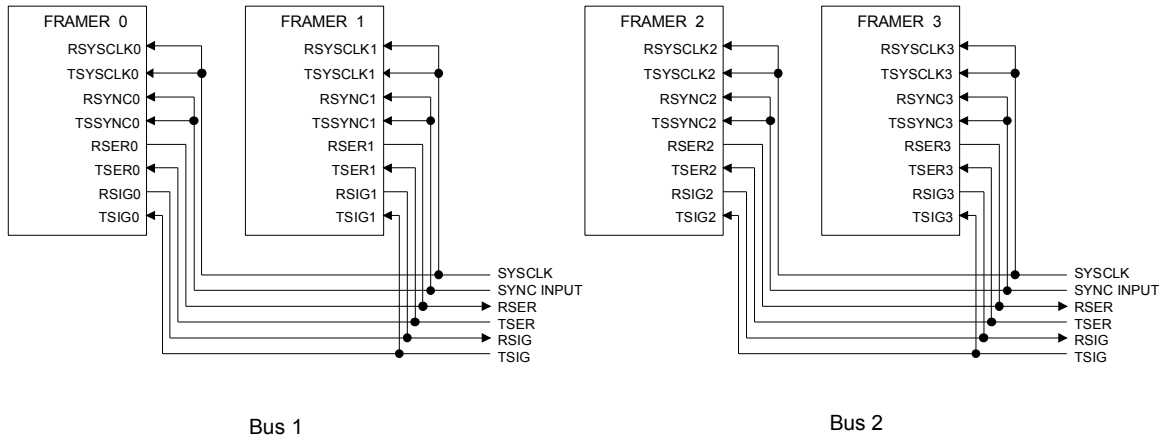 FRAMER 0
RSYSCLK0
TSYSCLK0
RSYNC0
TSSYNC0
RSER0
TSER0
RSIG0
TSIG0
FRAMER 1
RSYSCLK1
TSYSCLK1
RSYNC1
TSSYNC1
RSER1
TSER1
RSIG1
TSIG1
SYSCLK
SYNC INPUT
RSER
TSER
RSIG
TSIG
Bus 1
FRAMER 2
RSYSCLK2
TSYSCLK2
RSYNC2
TSSYNC2
RSER2
TSER2
RSIG2
TSIG2
FRAMER 3
RSYSCLK3
TSYSCLK3
RSYNC3
TSSYNC3
RSER3
TSER3
RSIG3
TSIG3
SYSCLK
SYNC INPUT
RSER
TSER
RSIG
TSIG
Bus 2